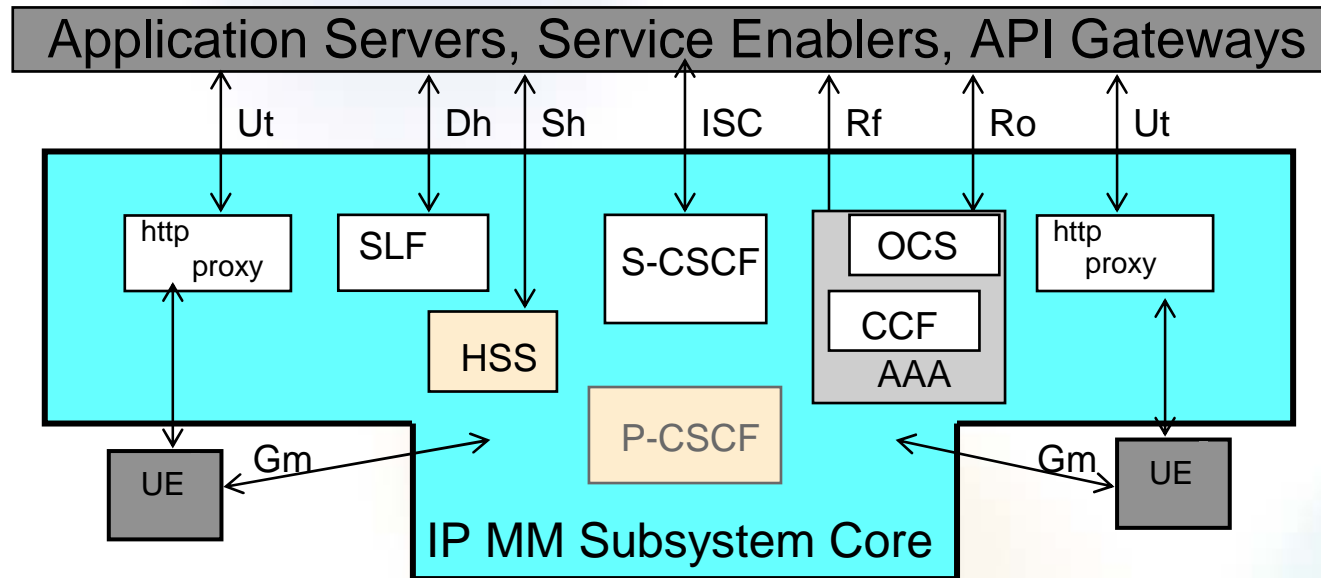 Application Servers, Service Enablers, API Gateways
Ut
Dh
Sh
ISC
Rf
Ro
Ut
http
proxy
SLF
S-CSCF
OCS
http
proxy
HSS
CCF
AAA
P-CSCF
UE
Gm
Gm
UE
IP MM Subsystem Core